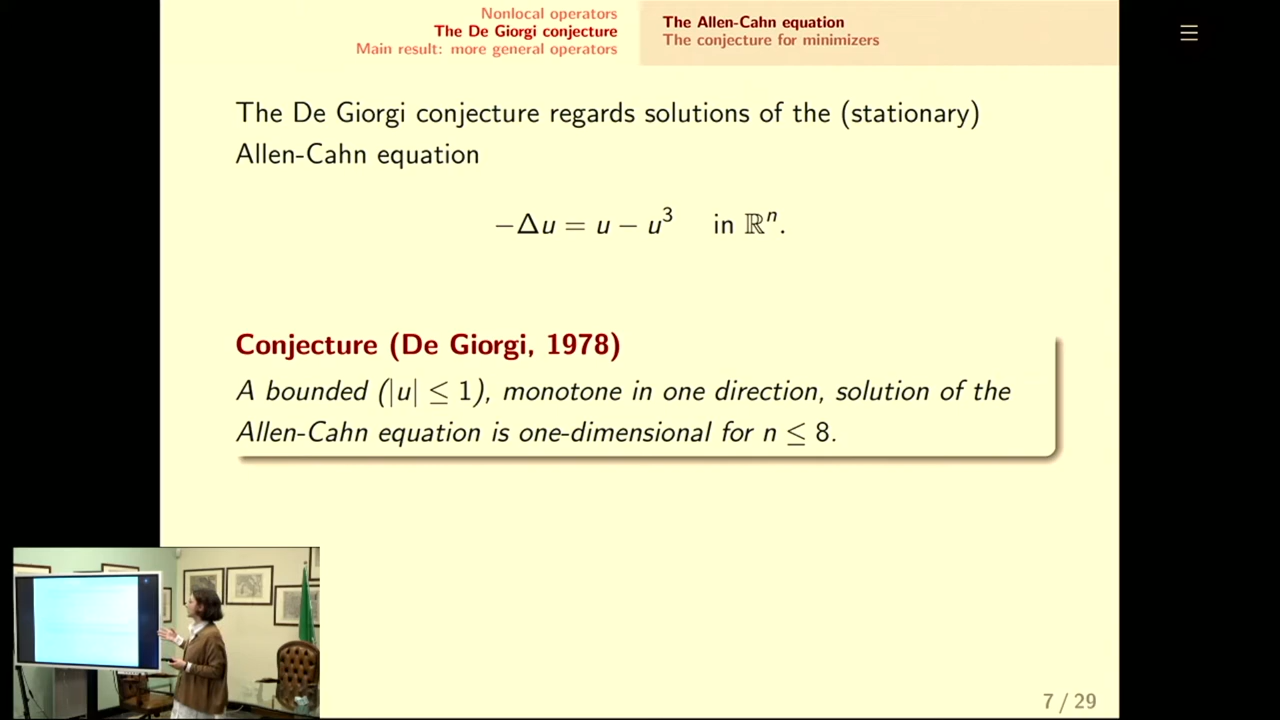 Nonlocal operators
The De Giorgi conjecture
Main result: more general operators
The Allen-Cahn equation
The conjecture for minimizers
The De Giorgi conjecture regards solutions of the (stationary)
Allen-Cahn equation
−Δu = u − u³ in ℝⁿ.
Conjecture (De Giorgi, 1978)
A bounded (|u| ≤ 1), monotone in one direction, solution of the
Allen-Cahn equation is one-dimensional for n ≤ 8.
7 / 29